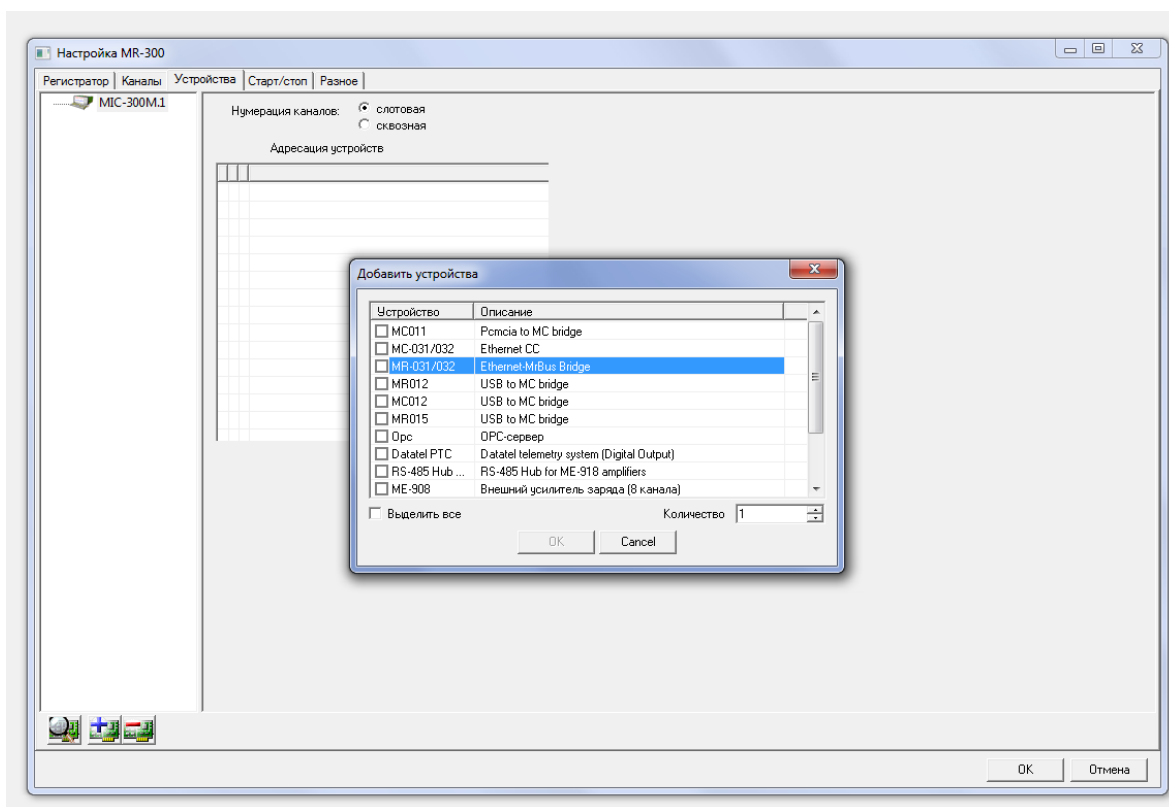 Настройка MR-300
Регистратор Каналы Устройства Старт/стоп Разное
MIC-300M.1
Нумерация каналов: слотовая
сквозная
Адресация устройств
Добавить устройства
Устройство Описание
MC011 Pcmcia to MC bridge
MC-031/032 Ethernet CC
MR-031/032 Ethernet-MrBus Bridge
MR012 USB to MC bridge
MC012 USB to MC bridge
MR015 USB to MC bridge
Opc OPC-сервер
Datatel PTC Datatel telemetry system (Digital Output)
RS-485 Hub ... RS-485 Hub for ME-918 amplifiers
ME-908 Внешний усилитель заряда (8 канала)
Выделить все Количество 1
OK Cancel
OK Отмена